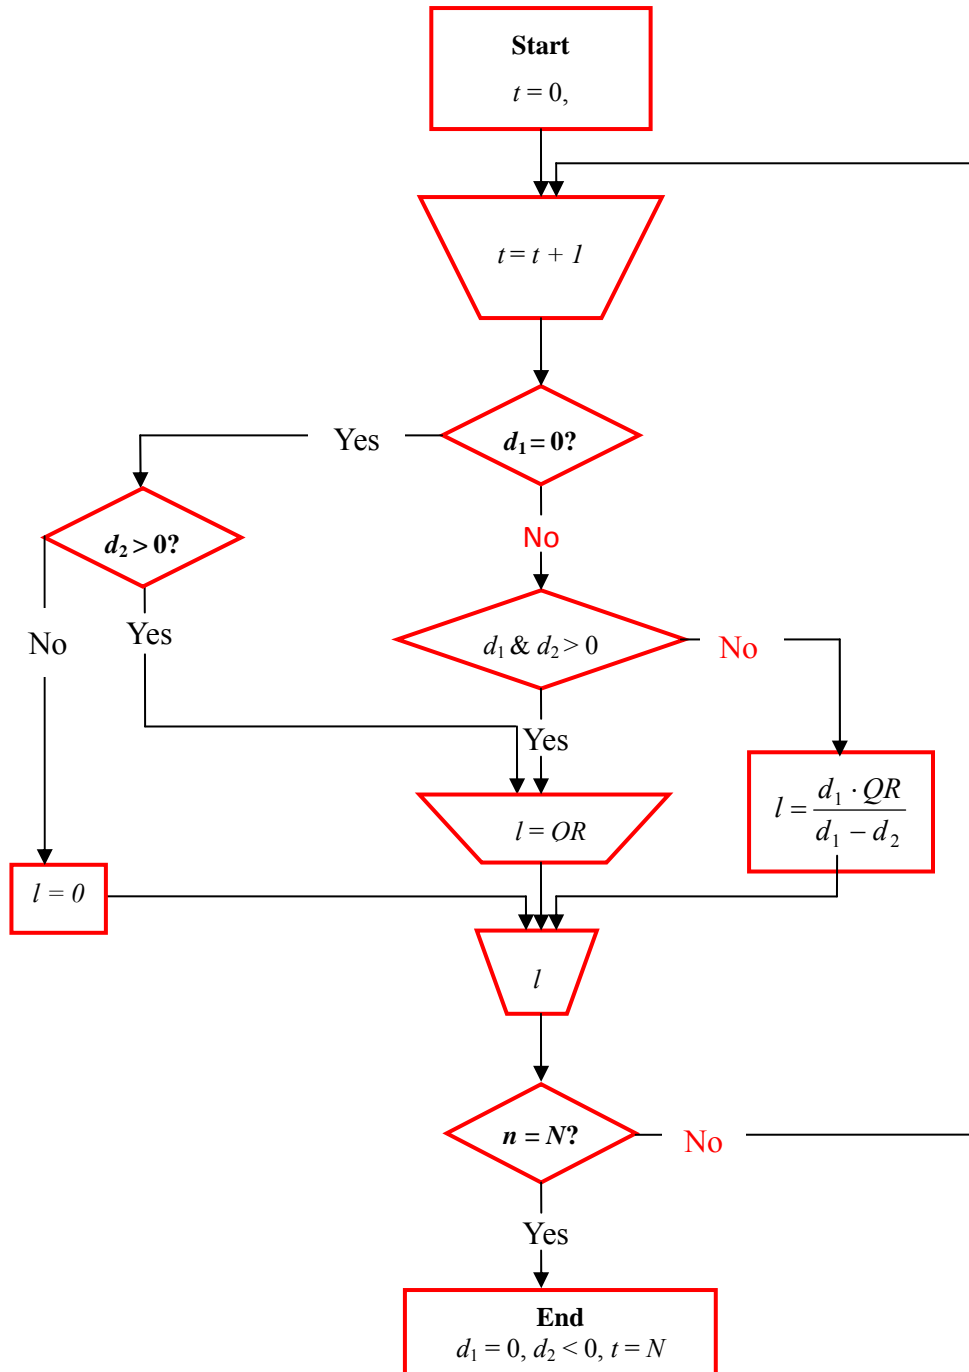 Start
t = 0,
t = t + 1
Yes
d₁ = 0?
No
d₂ > 0?
No
Yes
d₁ & d₂ > 0
No
Yes
l = QR
l = d₁ · QR / d₁ − d₂
l = 0
l
n = N?
No
Yes
End
d₁ = 0, d₂ < 0, t = N